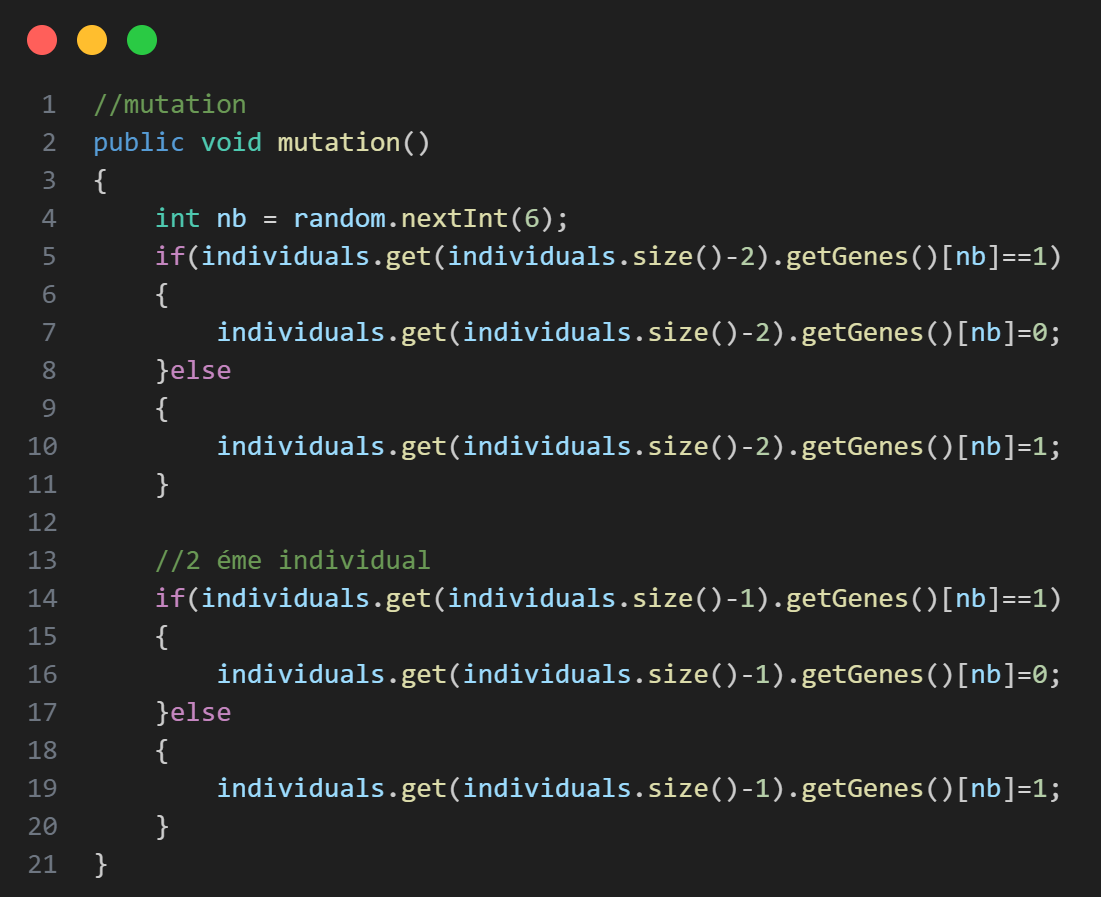 1 //mutation
2 public void mutation()
3 {
4     int nb = random.nextInt(6);
5     if(individuals.get(individuals.size()-2).getGenes()[nb]==1)
6     {
7         individuals.get(individuals.size()-2).getGenes()[nb]=0;
8     }else
9     {
10         individuals.get(individuals.size()-2).getGenes()[nb]=1;
11     }
12
13     //2 éme individual
14     if(individuals.get(individuals.size()-1).getGenes()[nb]==1)
15     {
16         individuals.get(individuals.size()-1).getGenes()[nb]=0;
17     }else
18     {
19         individuals.get(individuals.size()-1).getGenes()[nb]=1;
20     }
21 }